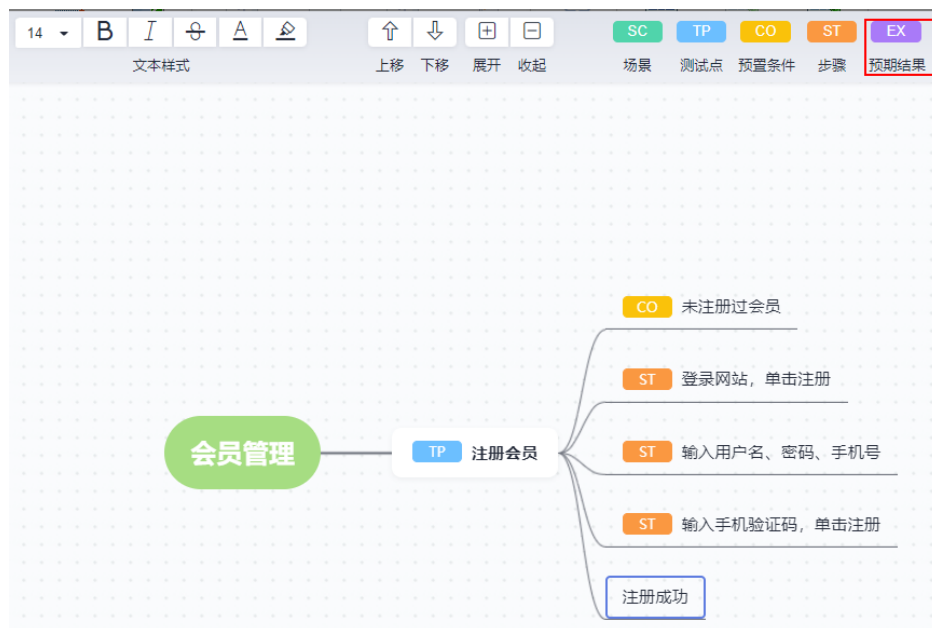 14 B I A SC TP CO ST EX
文本样式 上移 下移 展开 收起 场景 测试点 预置条件 步骤 预期结果
CO 未注册过会员
ST 登录网站，单击注册
会员管理
TP 注册会员
ST 输入用户名、密码、手机号
ST 输入手机验证码，单击注册
注册成功